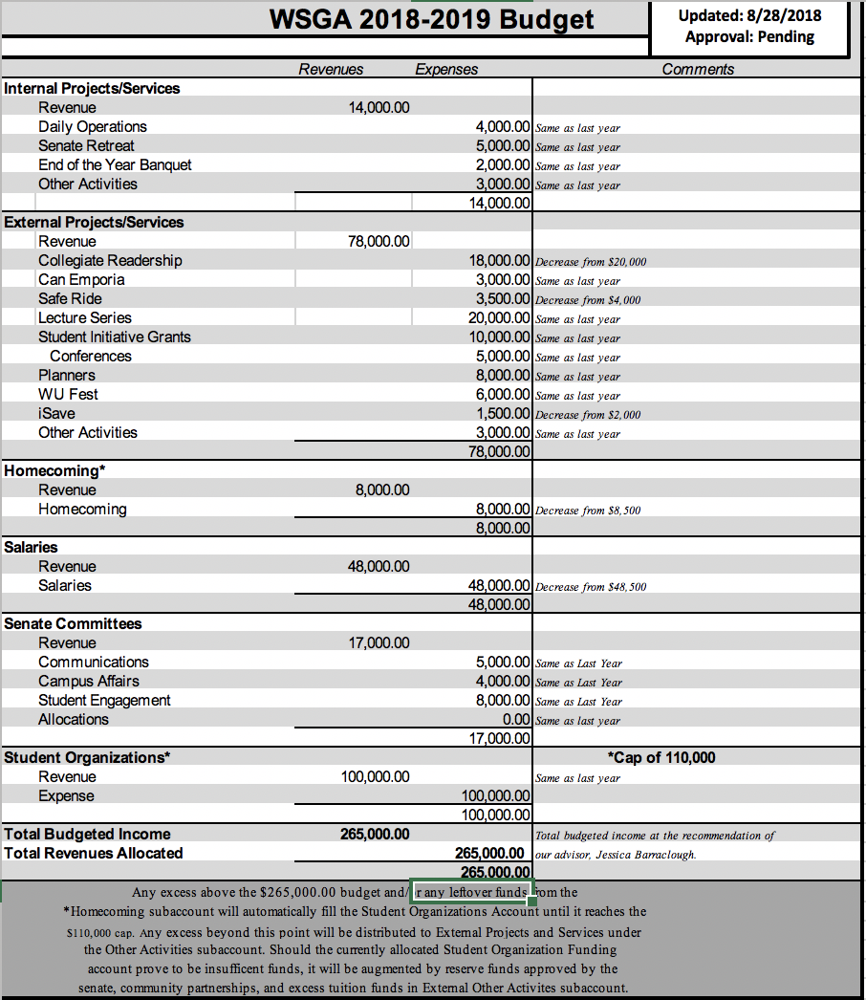 WSGA 2018-2019 Budget
Updated: 8/28/2018
Approval: Pending
Revenues Expenses Comments
Internal Projects/Services
Revenue 14,000.00
Daily Operations 4,000.00 Same as last year
Senate Retreat 5,000.00 Same as last year
End of the Year Banquet 2,000.00 Same as last year
Other Activities 3,000.00 Same as last year
14,000.00
External Projects/Services
Revenue 78,000.00
Collegiate Readership 18,000.00 Decrease from $20,000
Can Emporia 3,000.00 Same as last year
Safe Ride 3,500.00 Decrease from $4,000
Lecture Series 20,000.00 Same as last year
Student Initiative Grants 10,000.00 Same as last year
Conferences 5,000.00 Same as last year
Planners 8,000.00 Same as last year
WU Fest 6,000.00 Same as last year
iSave 1,500.00 Decrease from $2,000
Other Activities 3,000.00 Same as last year
78,000.00
Homecoming*
Revenue 8,000.00
Homecoming 8,000.00 Decrease from $8,500
8,000.00
Salaries
Revenue 48,000.00
Salaries 48,000.00 Decrease from $48,500
48,000.00
Senate Committees
Revenue 17,000.00
Communications 5,000.00 Same as Last Year
Campus Affairs 4,000.00 Same as Last Year
Student Engagement 8,000.00 Same as Last Year
Allocations 0.00 Same as last year
17,000.00
Student Organizations* *Cap of 110,000
Revenue 100,000.00 Same as last year
Expense 100,000.00
100,000.00
Total Budgeted Income 265,000.00 Total budgeted income at the recommendation of
Total Revenues Allocated 265,000.00 our advisor, Jessica Barraclough.
265,000.00
Any excess above the $265,000.00 budget and/or any leftover funds from the
*Homecoming subaccount will automatically fill the Student Organizations Account until it reaches the
$110,000 cap. Any excess beyond this point will be distributed to External Projects and Services under
the Other Activities subaccount. Should the currently allocated Student Organization Funding
account prove to be insufficent funds, it will be augmented by reserve funds approved by the
senate, community partnerships, and excess tuition funds in External Other Activites subaccount.